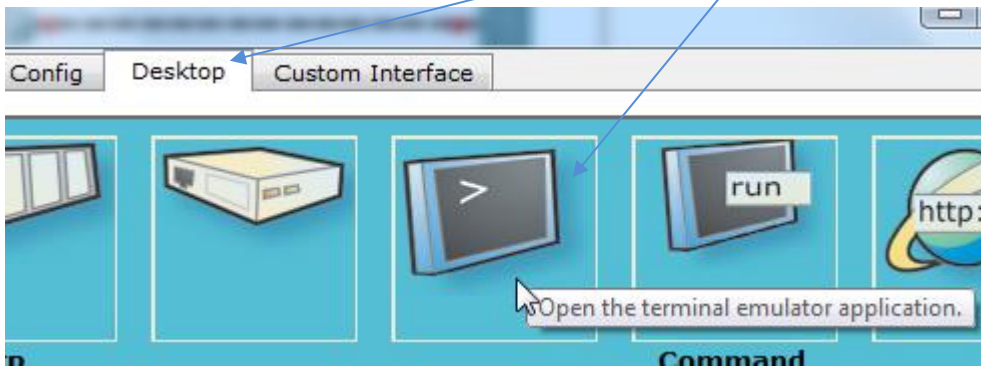 Config Desktop Custom Interface
>
run
http:
Open the terminal emulator application.
Command